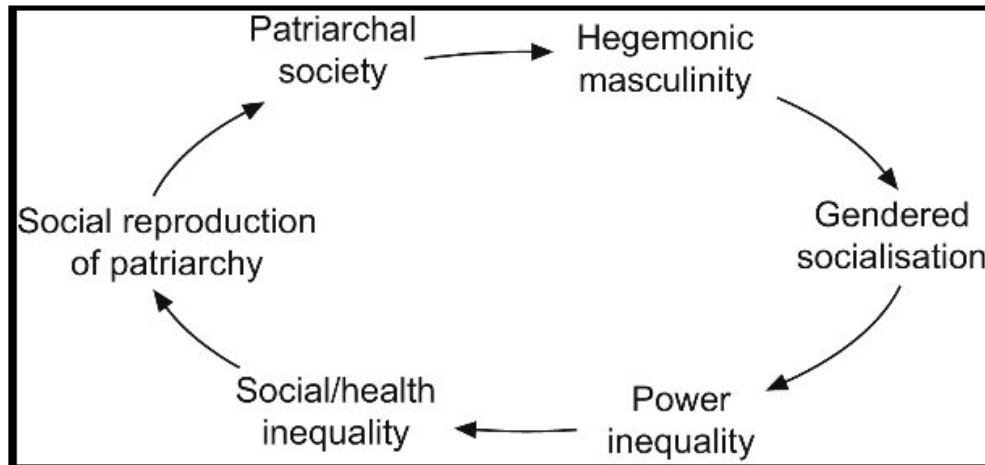 Patriarchal
society
Hegemonic
masculinity
Gendered
socialisation
Power
inequality
Social/health
inequality
Social reproduction
of patriarchy